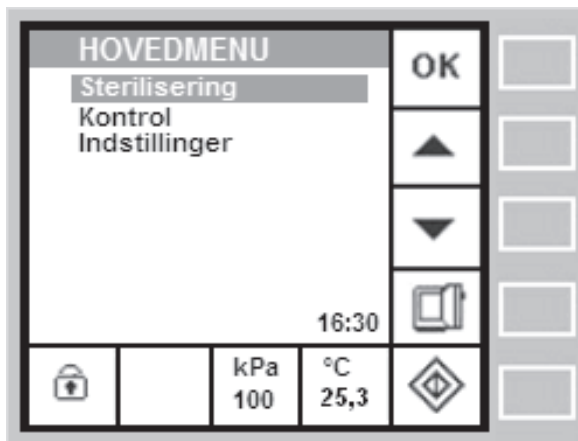 HOVEDMENU
OK
Sterilisering
Kontrol
Indstillinger
16:30
kPa
100
°C
25,3